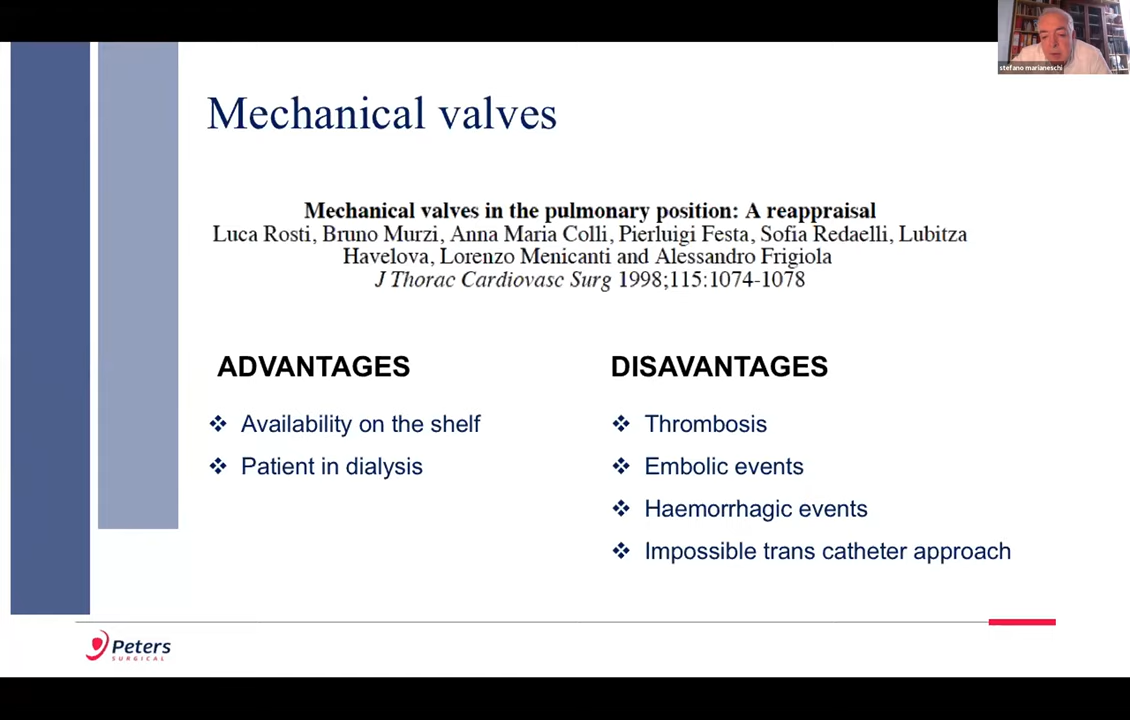 stefano marianeschi
Mechanical valves
Mechanical valves in the pulmonary position: A reappraisal
Luca Rosti, Bruno Murzi, Anna Maria Colli, Pierluigi Festa, Sofia Redaelli, Lubitza
Havelova, Lorenzo Menicanti and Alessandro Frigiola
J Thorac Cardiovasc Surg 1998;115:1074-1078
ADVANTAGES
❖ Availability on the shelf
❖ Patient in dialysis
DISAVANTAGES
❖ Thrombosis
❖ Embolic events
❖ Haemorrhagic events
❖ Impossible trans catheter approach
Peters
SURGICAL